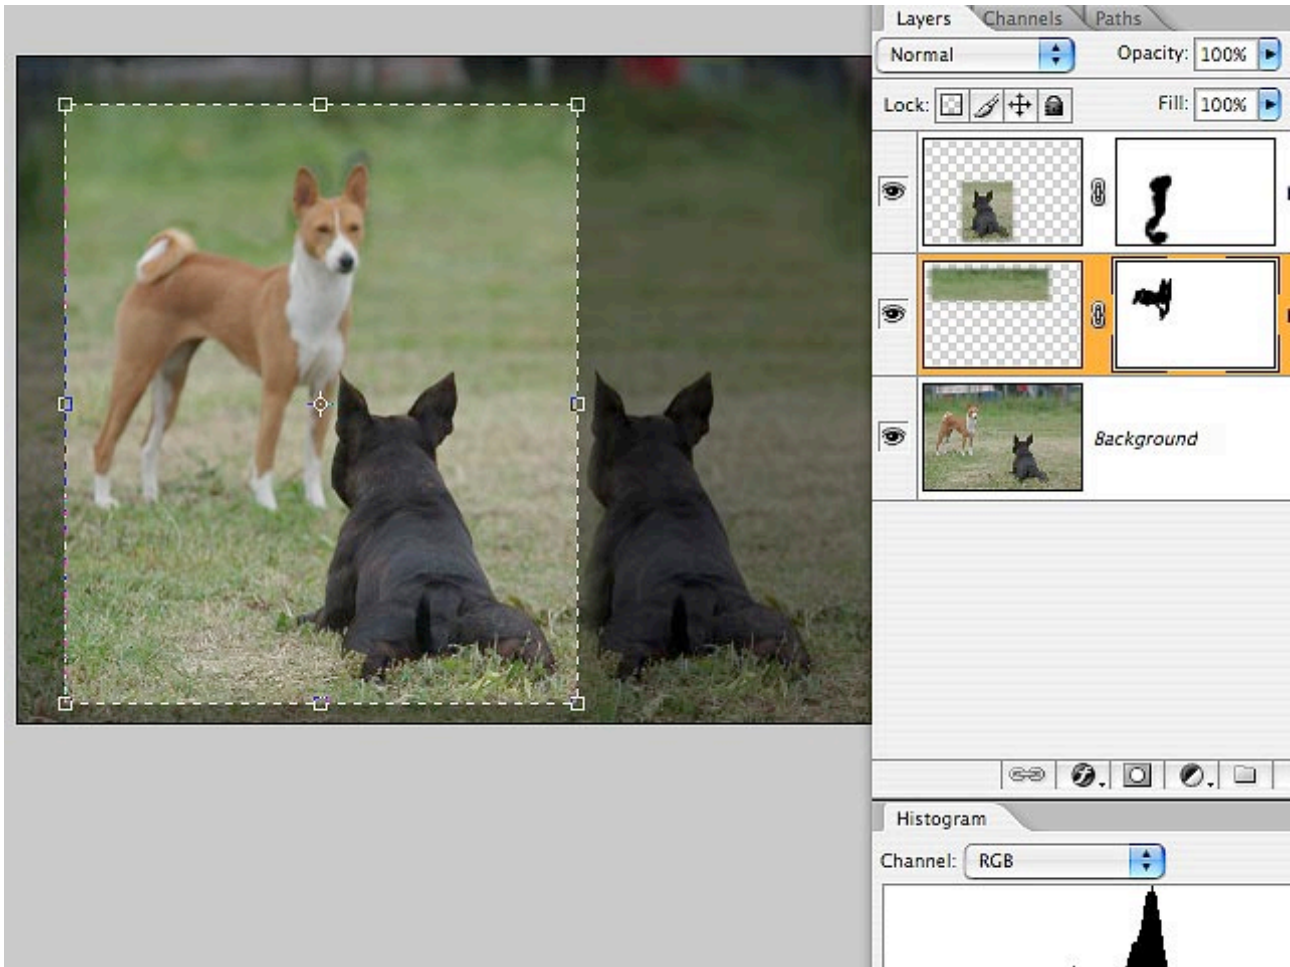 Layers Channels Paths
Normal Opacity: 100%
Lock: Fill: 100%
Background
Histogram
Channel: RGB